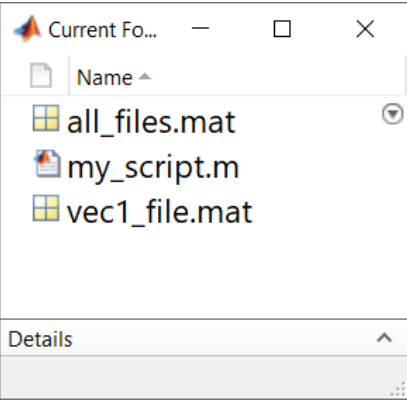 Current Fo...
Name
all_files.mat
my_script.m
vec1_file.mat
Details